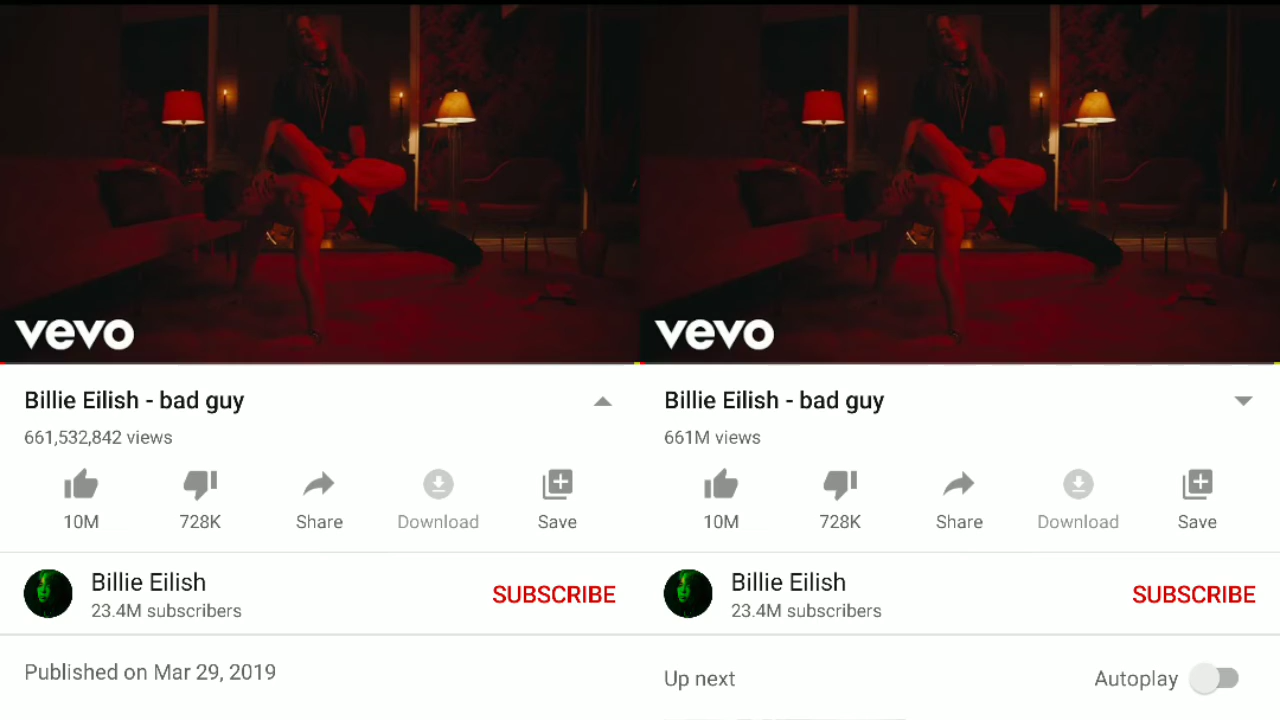 vevo
Billie Eilish - bad guy
661,532,842 views
10M 728K Share Download Save
Billie Eilish
23.4M subscribers
SUBSCRIBE
Published on Mar 29, 2019
vevo
Billie Eilish - bad guy
661M views
10M 728K Share Download Save
Billie Eilish
23.4M subscribers
SUBSCRIBE
Up next Autoplay